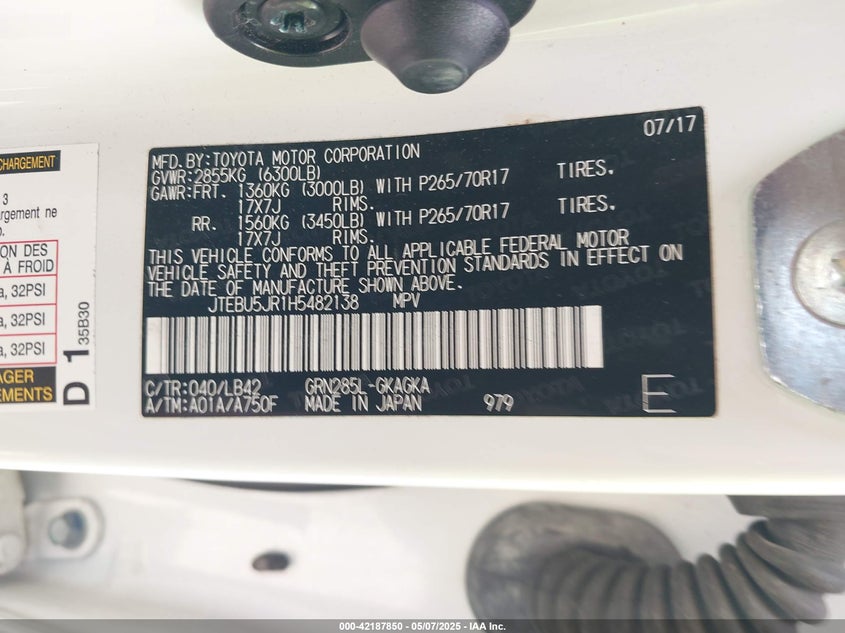 CHARGEMENT
3
argement ne
p.
ON DES
À FROID
a, 32PSI
a, 32PSI
a, 32PSI
AGER
EMENTS
D 1 35B30
07/17
MFD.BY:TOYOTA MOTOR CORPORATION
GVWR:2855KG (6300LB)
GAWR:FRT. 1360KG (3000LB) WITH P265/70R17 TIRES.
17X7J RIMS.
RR. 1560KG (3450LB) WITH P265/70R17 TIRES.
17X7J RIMS.
THIS VEHICLE CONFORMS TO ALL APPLICABLE FEDERAL MOTOR
VEHICLE SAFETY AND THEFT PREVENTION STANDARDS IN EFFECT ON
THE DATE OF MANUFACTURE SHOWN ABOVE.
JTEBU5JR1H5482138 MPV
C/TR:040/LB42 GRN285L-GKAGKA
A/TM:A01A/A750F MADE IN JAPAN 979 E
000-42187850 - 05/07/2025 - IAA, Inc.